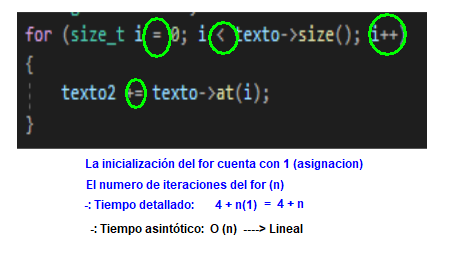 for (size_t i = 0; i < texto->size(); i++)
{
texto2 += texto->at(i);
}
La inicialización del for cuenta con 1 (asignacion)
El numero de iteraciones del for (n)
-: Tiempo detallado: 4 + n(1) = 4 + n
-: Tiempo asintótico: O (n) ----> Lineal